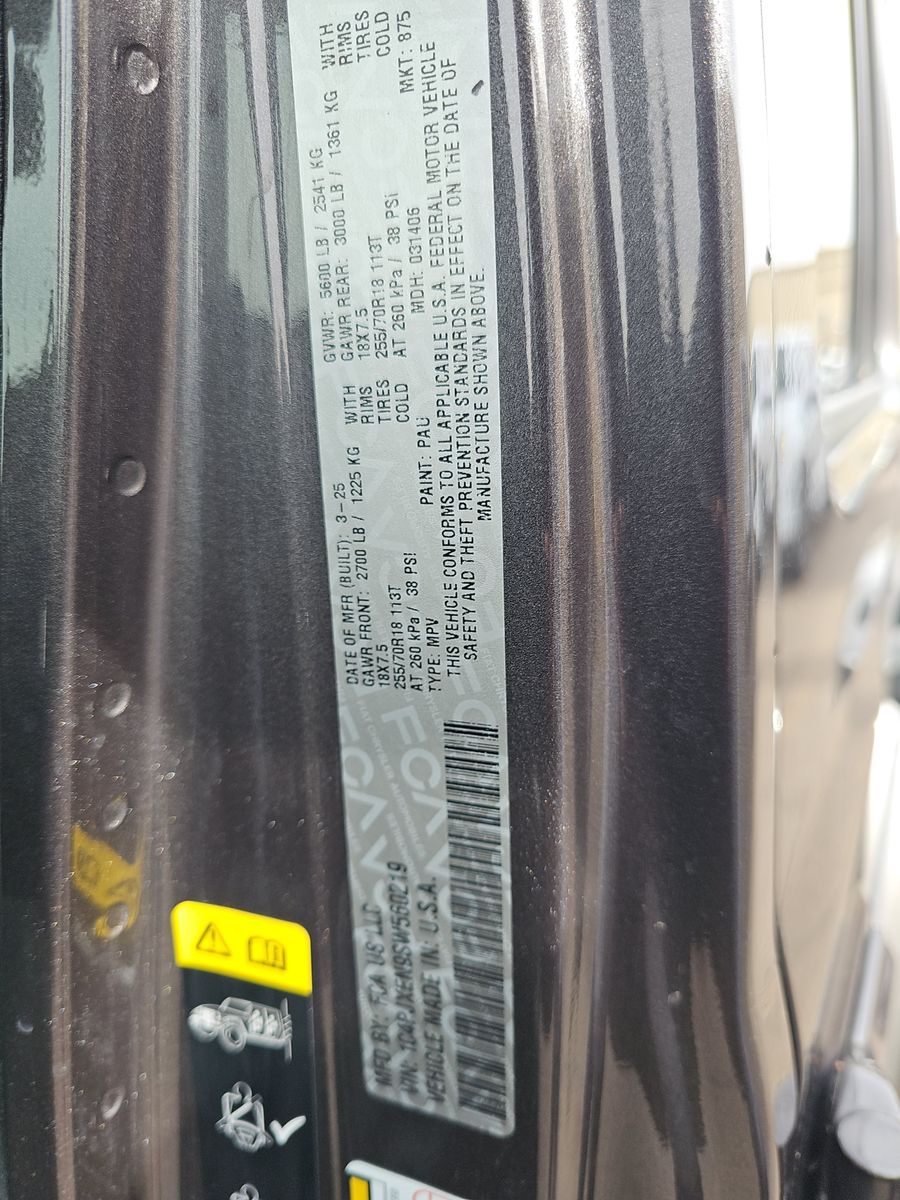 MFD BY: FCA US LLC
VIN: 1C4PJXEN9SW560219
VEHICLE MADE IN: U.S.A.
DATE OF MFR (BUILT): 3-25 GVWR: 5600 LB / 2541 KG
GAWR FRONT: 2700 LB / 1225 KG WITH GAWR REAR: 3000 LB / 1361 KG WITH
18X7.5 RIMS 18X7.5 RIMS
255/70R18 113T TIRES 255/70R18 113T TIRES
AT 260 kPa / 38 PSI COLD AT 260 kPa / 38 PSI COLD
TYPE: MPV PAINT: PAU MDH: 031406 MKT: 875
THIS VEHICLE CONFORMS TO ALL APPLICABLE U.S.A. FEDERAL MOTOR VEHICLE
SAFETY AND THEFT PREVENTION STANDARDS IN EFFECT ON THE DATE OF
MANUFACTURE SHOWN ABOVE.